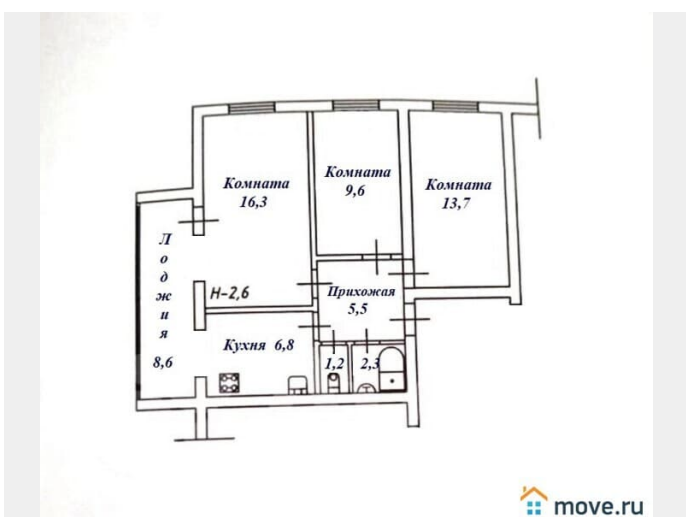 Комната
16,3
Комната
9,6
Комната
13,7
Лоджия
8,6
Н-2,6
Прихожая
5,5
Кухня 6,8
1,2
2,3
move.ru